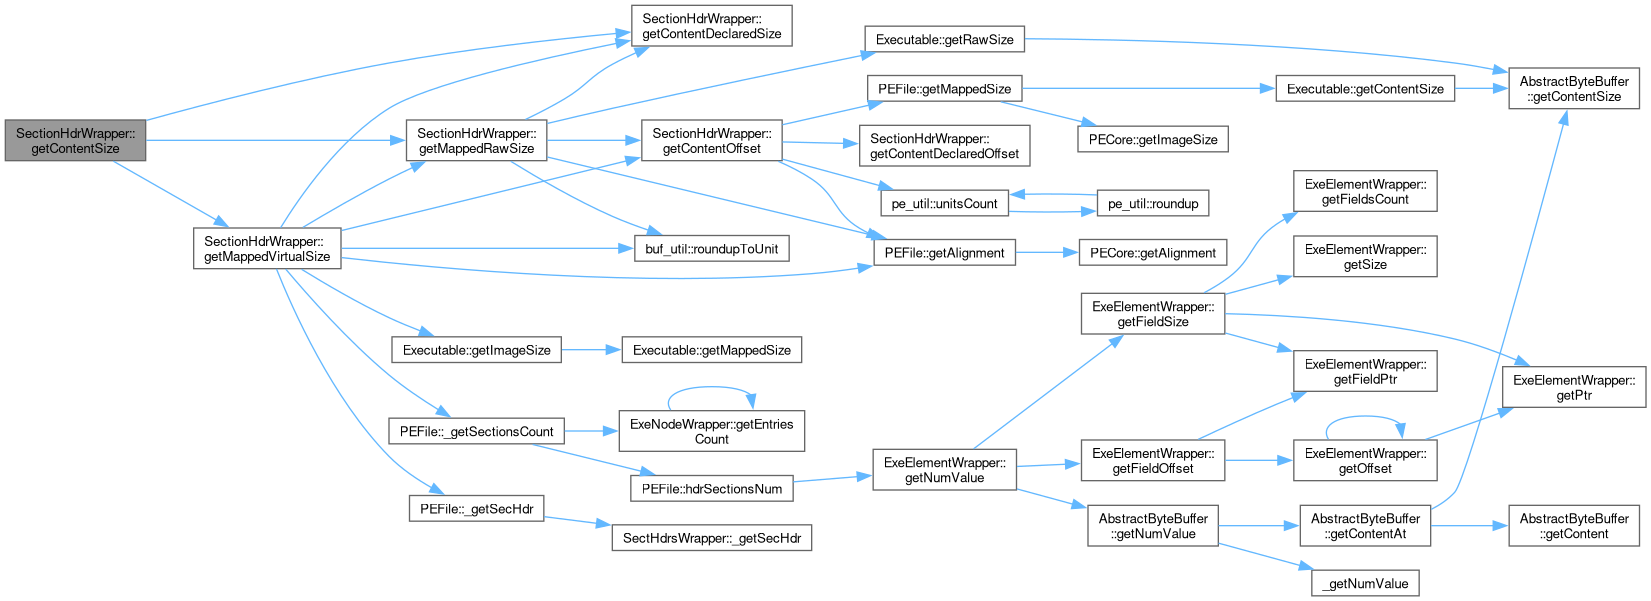 SectionHdrWrapper::
getContentSize
SectionHdrWrapper::
getContentDeclaredSize
SectionHdrWrapper::
getMappedRawSize
SectionHdrWrapper::
getMappedVirtualSize
Executable::getRawSize
AbstractByteBuffer
::getContentSize
PEFile::getMappedSize
Executable::getContentSize
PECore::getImageSize
SectionHdrWrapper::
getContentOffset
SectionHdrWrapper::
getContentDeclaredOffset
pe_util::unitsCount
pe_util::roundup
buf_util::roundupToUnit
PEFile::getAlignment
PECore::getAlignment
Executable::getImageSize
Executable::getMappedSize
PEFile::_getSectionsCount
ExeNodeWrapper::getEntries
Count
PEFile::hdrSectionsNum
PEFile::_getSecHdr
SectHdrsWrapper::_getSecHdr
ExeElementWrapper::
getNumValue
ExeElementWrapper::
getFieldSize
ExeElementWrapper::
getFieldsCount
ExeElementWrapper::
getSize
ExeElementWrapper::
getFieldPtr
ExeElementWrapper::
getPtr
ExeElementWrapper::
getFieldOffset
ExeElementWrapper::
getOffset
AbstractByteBuffer
::getNumValue
AbstractByteBuffer
::getContentAt
AbstractByteBuffer
::getContent
_getNumValue